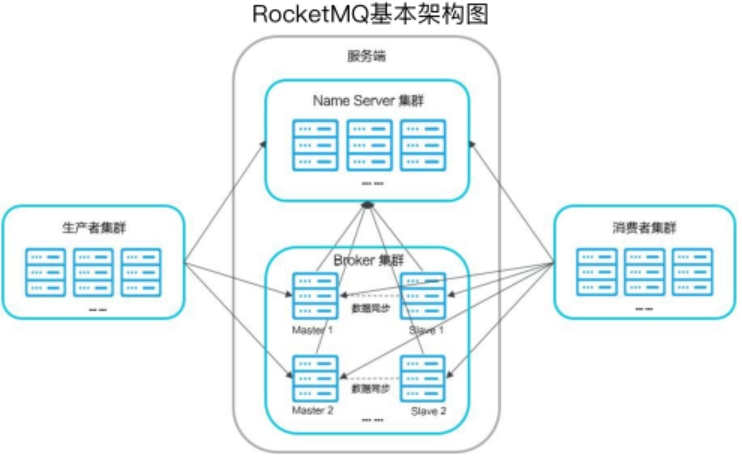 RocketMQ基本架构图
服务端
Name Server 集群
... ...
生产者集群
... ...
消费者集群
... ...
Broker 集群
数据同步
Master 1
Slave 1
数据同步
Master 2
Slave 2
... ...